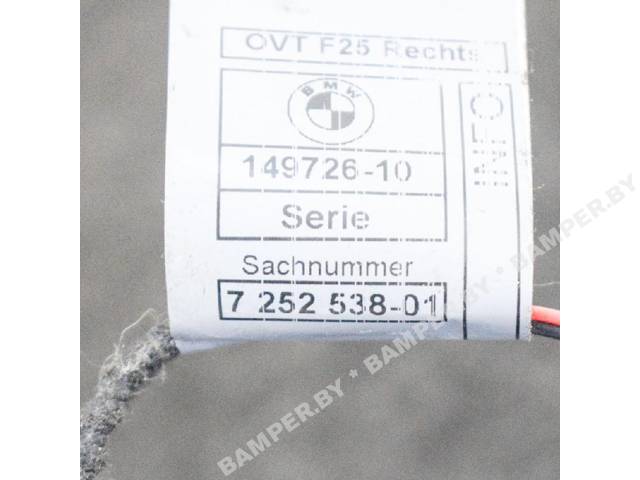 OVT F25 Rechts
BMW
149726-10
Serie
INFO
Sachnummer
7 252 538-01
BAMPER.BY * BAMPER.BY * BAMPER.BY